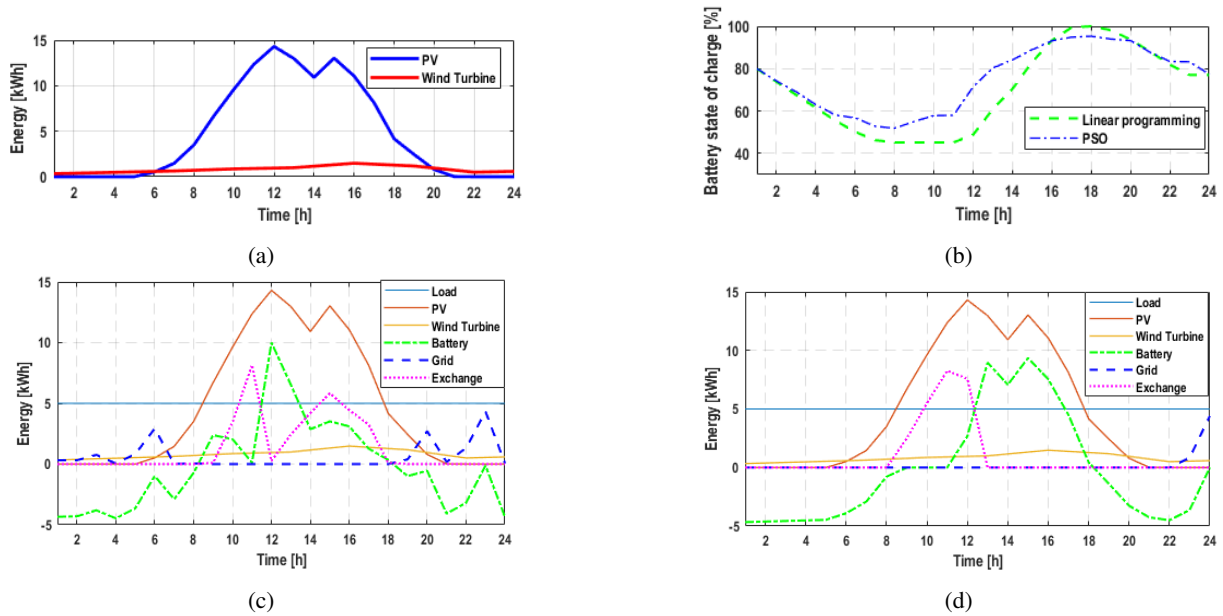 15
10
5
0
Energy [kWh]
PV
Wind Turbine
2 4 6 8 10 12 14 16 18 20 22 24
Time [h]
(a)
100
80
60
40
Battery state of charge [%]
Linear programming
PSO
2 4 6 8 10 12 14 16 18 20 22 24
Time [h]
(b)
15
10
5
0
-5
Energy [kWh]
Load
PV
Wind Turbine
Battery
Grid
Exchange
2 4 6 8 10 12 14 16 18 20 22 24
Time [h]
(c)
15
10
5
0
-5
Energy [kWh]
Load
PV
Wind Turbine
Battery
Grid
Exchange
2 4 6 8 10 12 14 16 18 20 22 24
Time [h]
(d)